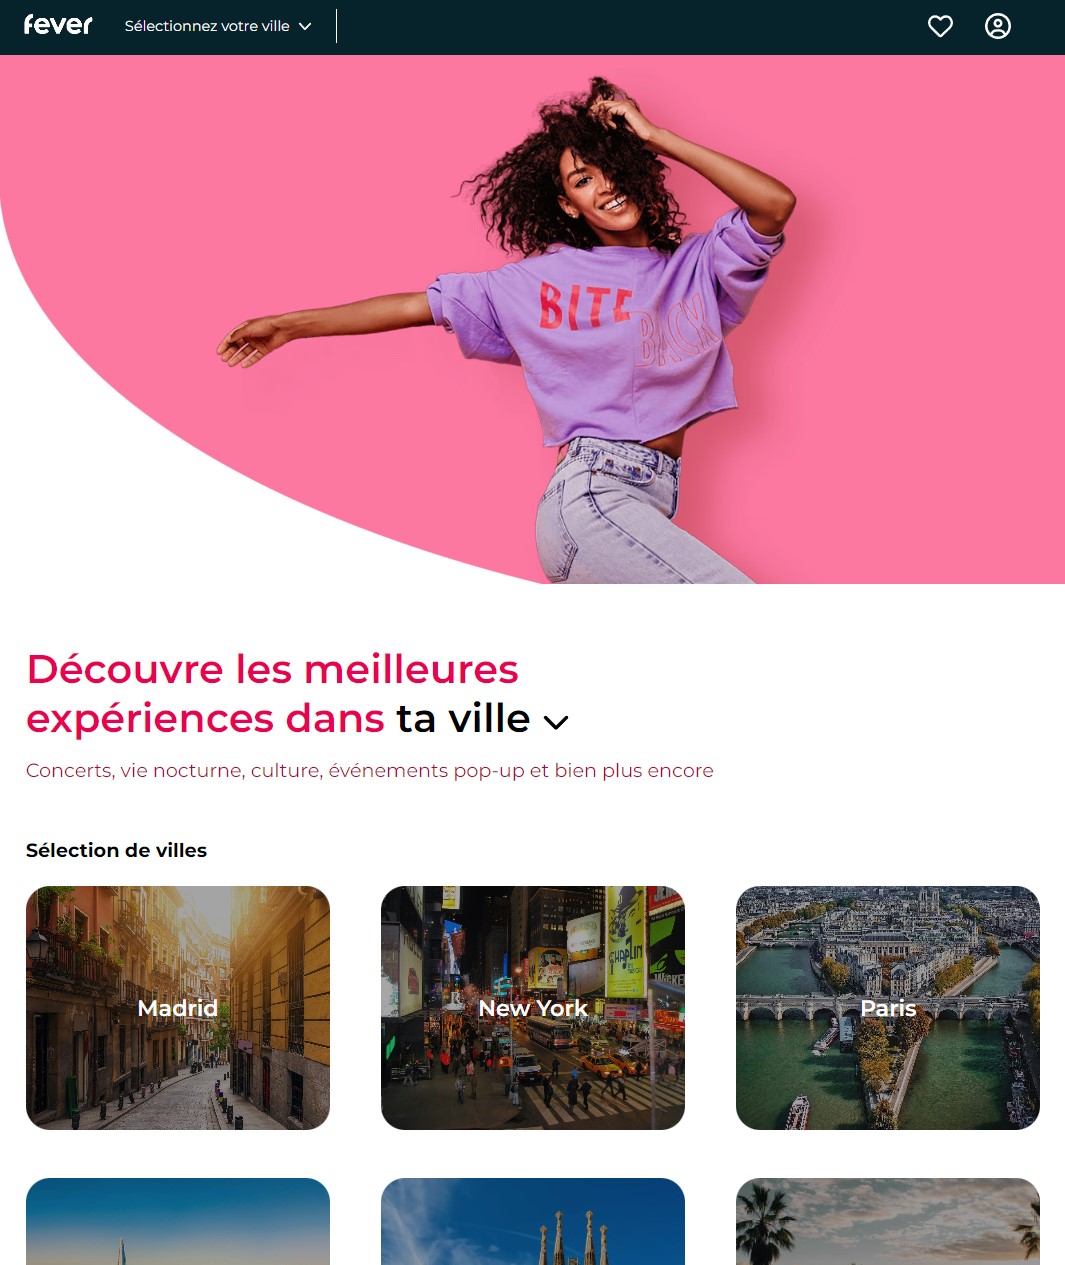 fever
Sélectionnez votre ville
BITE
BACK
Découvre les meilleures
expériences dans ta ville
Concerts, vie nocturne, culture, événements pop-up et bien plus encore
Sélection de villes
Madrid
New York
Paris
CHAPLIN